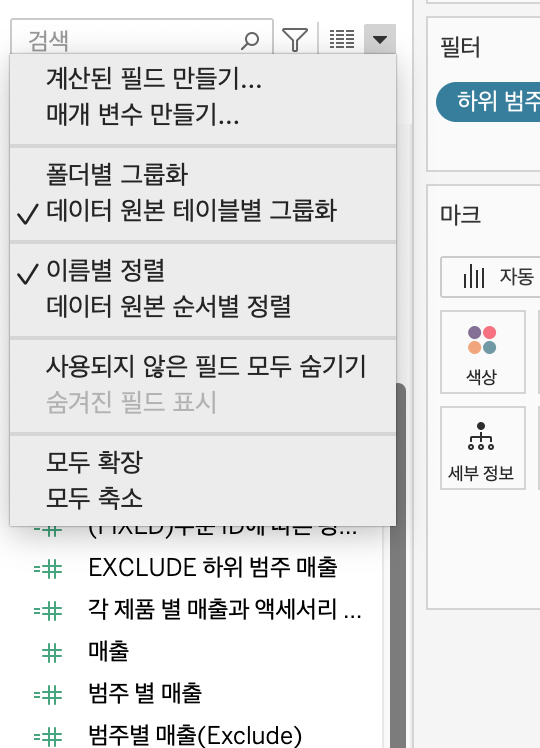 검색
계산된 필드 만들기...
매개 변수 만들기...
폴더별 그룹화
데이터 원본 테이블별 그룹화
이름별 정렬
데이터 원본 순서별 정렬
사용되지 않은 필드 모두 숨기기
숨겨진 필드 표시
모두 확장
모두 축소
EXCLUDE 하위 범주 매출
각 제품 별 매출과 액세서리 ...
매출
범주 별 매출
범주별 매출(Exclude)
필터
하위 범주
마크
자동
색상
세부 정보